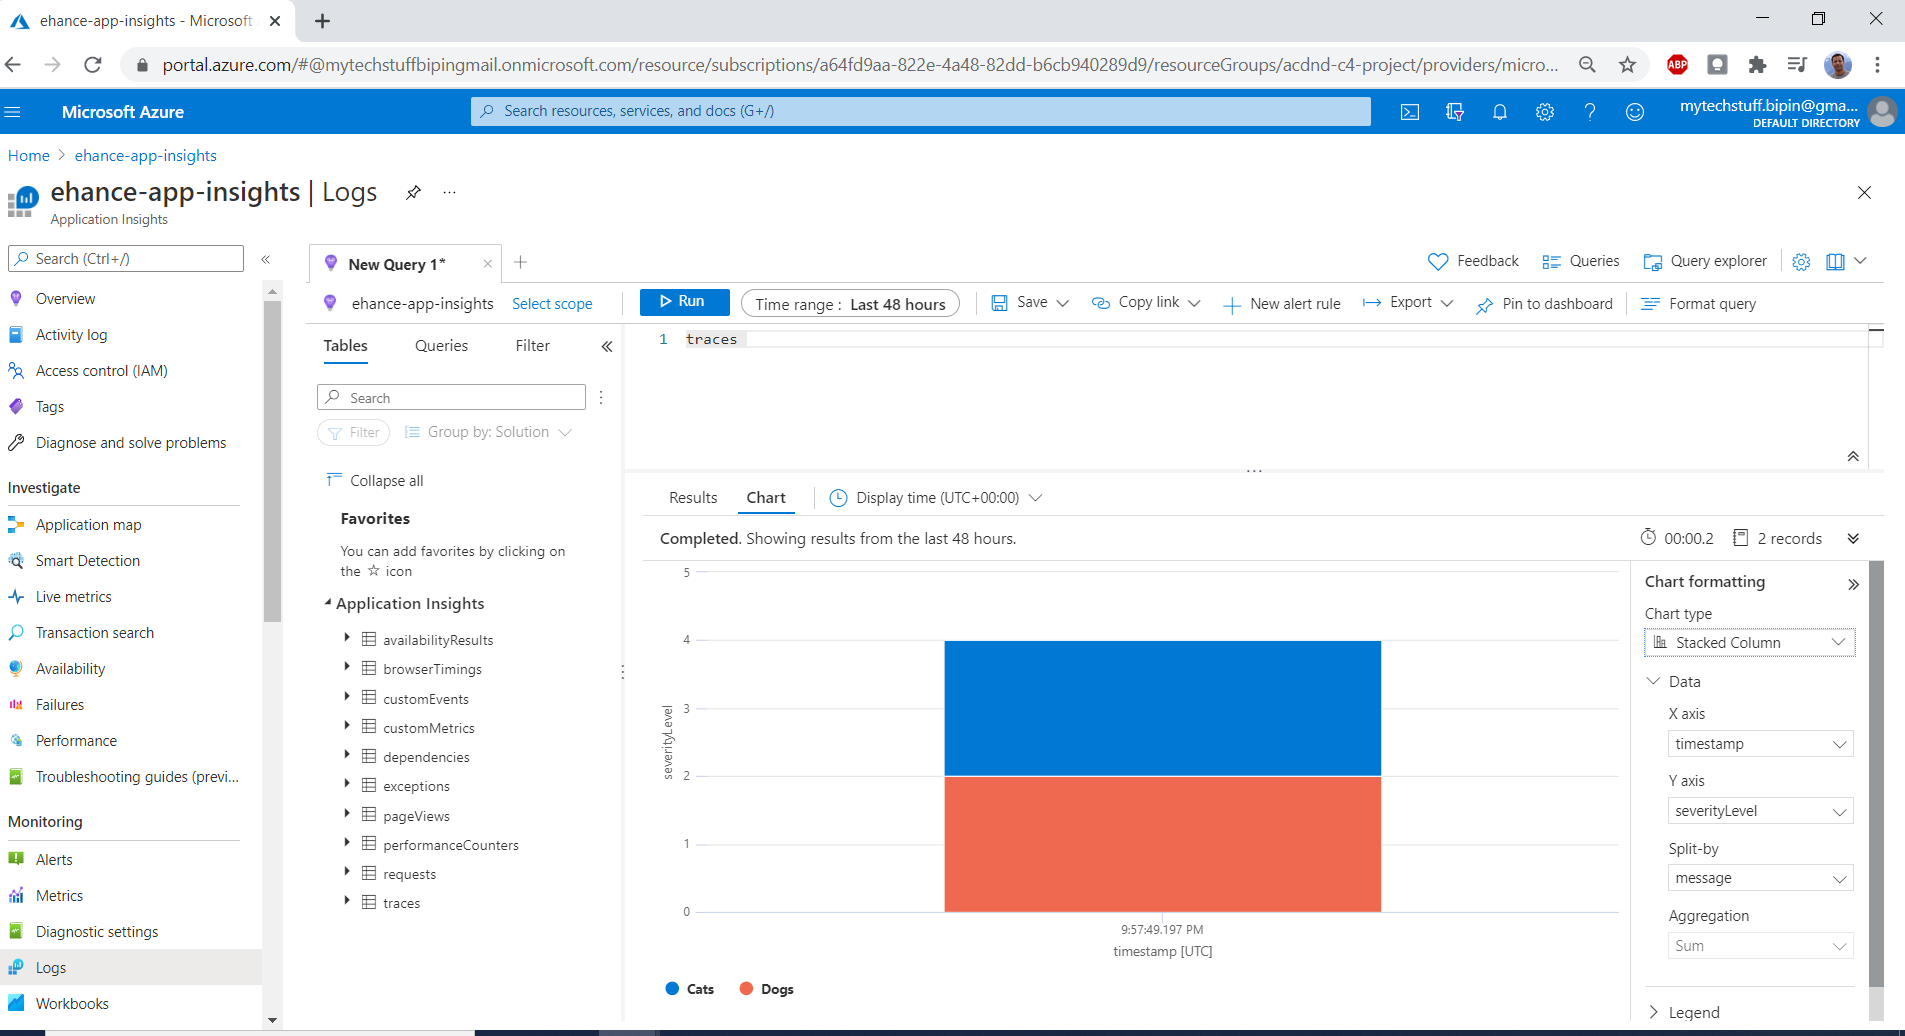 ehance-app-insights - Microsoft
portal.azure.com/#@mytechstuffbipingmail.onmicrosoft.com/resource/subscriptions/a64fd9aa-822e-4a48-82dd-b6cb940289d9/resourceGroups/acdnd-c4-project/providers/micro...
ABP
Microsoft Azure
Search resources, services, and docs (G+/)
mytechstuff.bipin@gma...
DEFAULT DIRECTORY
Home > ehance-app-insights
ehance-app-insights | Logs
Application Insights
Search (Ctrl+/)
Overview
Activity log
Access control (IAM)
Tags
Diagnose and solve problems
Investigate
Application map
Smart Detection
Live metrics
Transaction search
Availability
Failures
Performance
Troubleshooting guides (previ...
Monitoring
Alerts
Metrics
Diagnostic settings
Logs
Workbooks
New Query 1*
Feedback
Queries
Query explorer
ehance-app-insights
Select scope
Run
Time range : Last 48 hours
Save
Copy link
New alert rule
Export
Pin to dashboard
Format query
Tables
Queries
Filter
Search
Filter
Group by: Solution
Collapse all
Favorites
You can add favorites by clicking on
the ☆ icon
Application Insights
availabilityResults
browserTimings
customEvents
customMetrics
dependencies
exceptions
pageViews
performanceCounters
requests
traces
1 traces
Results
Chart
Display time (UTC+00:00)
Completed. Showing results from the last 48 hours.
00:00.2
2 records
5
4
3
2
1
0
severityLevel
9:57:49.197 PM
timestamp [UTC]
Cats
Dogs
Chart formatting
Chart type
Stacked Column
Data
X axis
timestamp
Y axis
severityLevel
Split-by
message
Aggregation
Sum
Legend